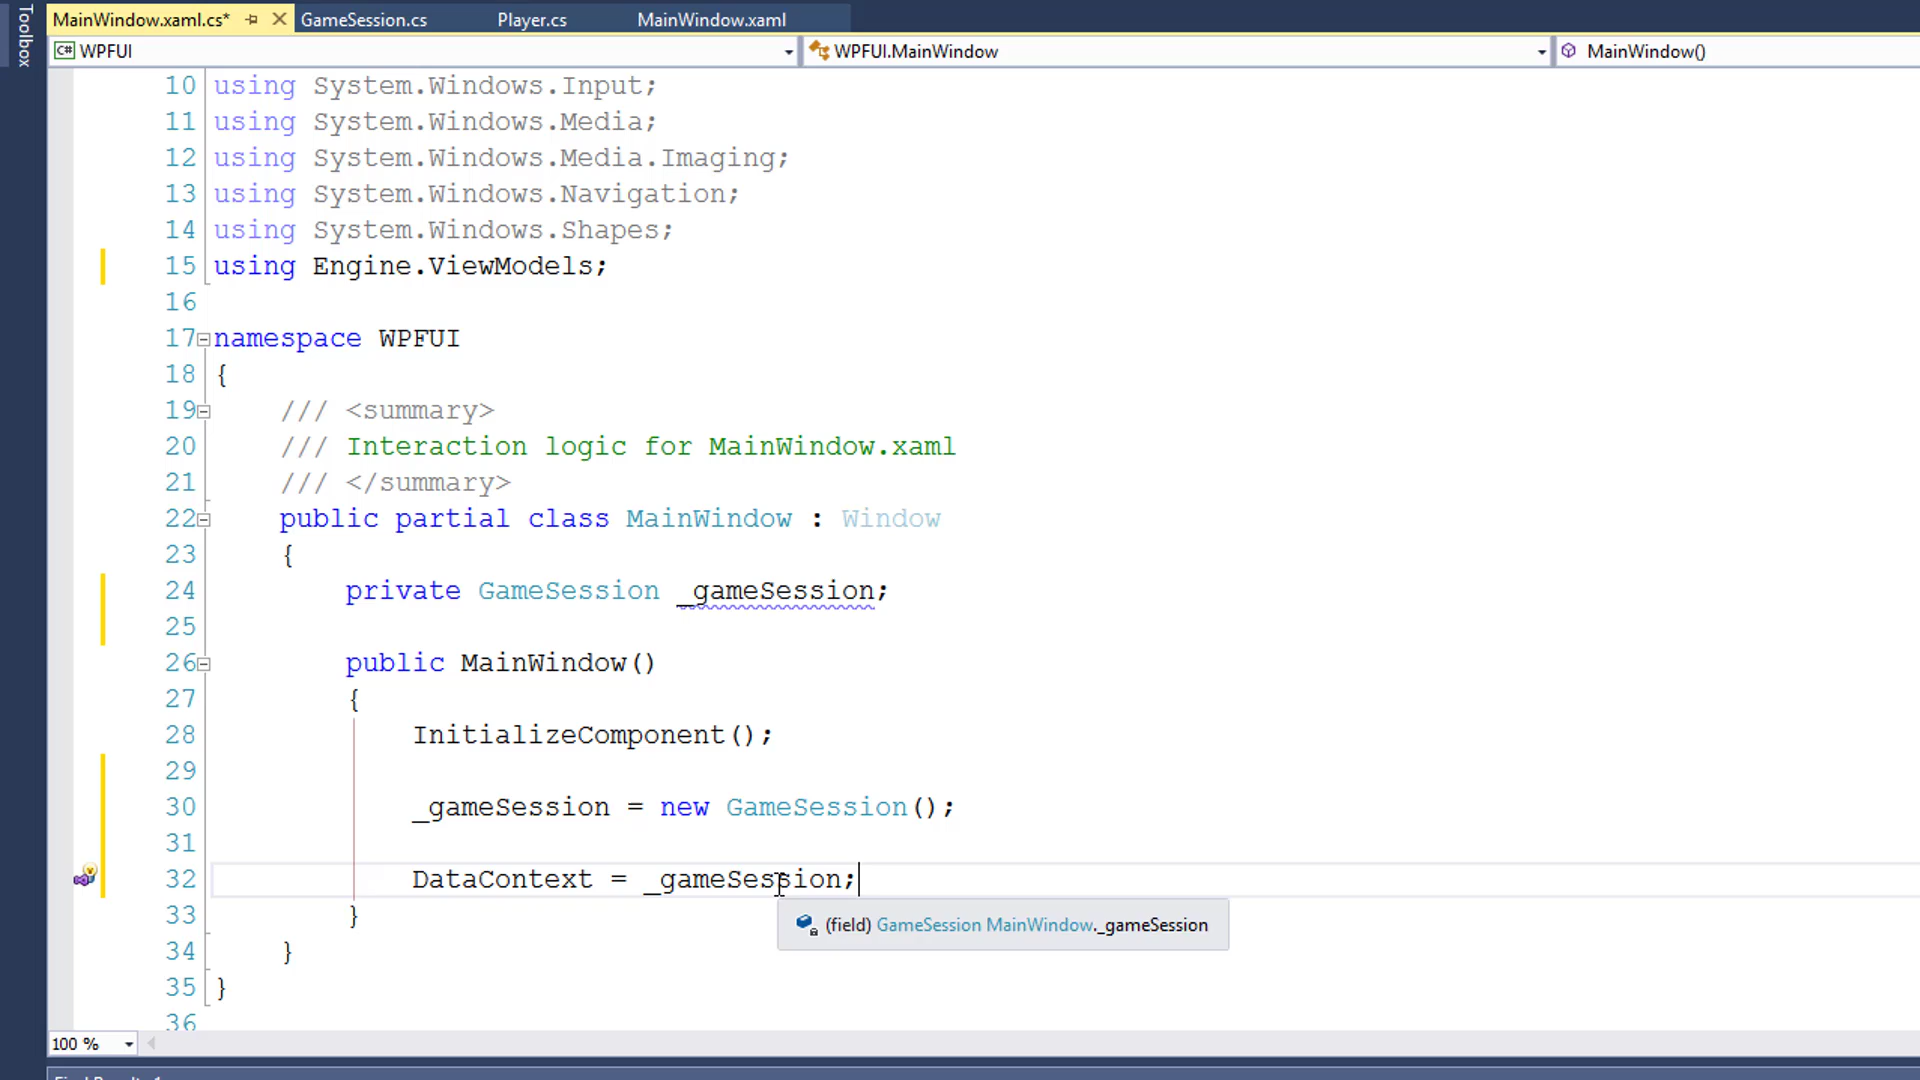 Toolbox
MainWindow.xaml.cs* GameSession.cs Player.cs MainWindow.xaml
C# WPFUI WPFUI.MainWindow MainWindow()
10 using System.Windows.Input;
11 using System.Windows.Media;
12 using System.Windows.Media.Imaging;
13 using System.Windows.Navigation;
14 using System.Windows.Shapes;
15 using Engine.ViewModels;
16
17 namespace WPFUI
18 {
19 /// <summary>
20 /// Interaction logic for MainWindow.xaml
21 /// </summary>
22 public partial class MainWindow : Window
23 {
24 private GameSession _gameSession;
25
26 public MainWindow()
27 {
28 InitializeComponent();
29
30 _gameSession = new GameSession();
31
32 DataContext = _gameSession;
(field) GameSession MainWindow._gameSession
33 }
34 }
35 }
36
100 %
Find Results 1